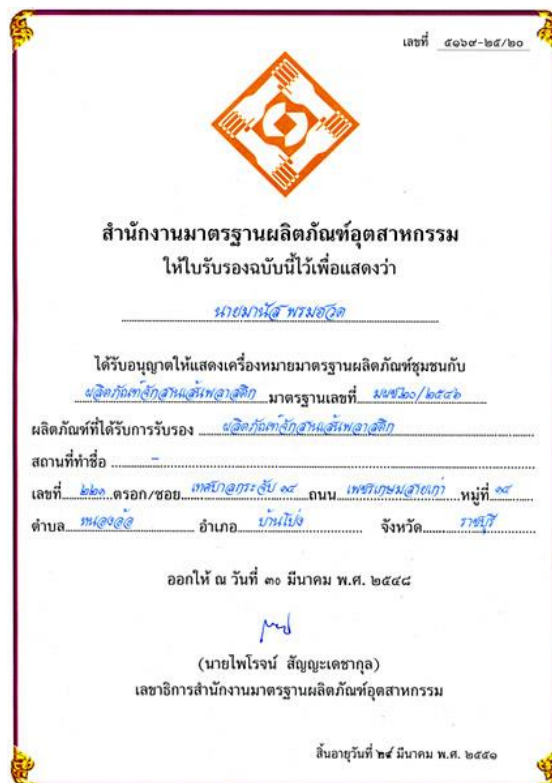 เลขที่ ๕๑๖๙-๒๕/๒๐
สำนักงานมาตรฐานผลิตภัณฑ์อุตสาหกรรม
ให้ใบรับรองฉบับนี้ไว้เพื่อแสดงว่า
นายมานัส พรมฮวด
ได้รับอนุญาตให้แสดงเครื่องหมายมาตรฐานผลิตภัณฑ์ชุมชนกับ
ผลิตภัณฑ์จักสานเส้นพลาสติก มาตรฐานเลขที่ มผช๒๐/๒๕๔๖
ผลิตภัณฑ์ที่ได้รับการรับรอง ผลิตภัณฑ์จักสานเส้นพลาสติก
สถานที่ทำชื่อ –
เลขที่ ๒๒๑ ตรอก/ซอย เทศบาลกระจับ ๑๔ ถนน เพชรเกษมสายเก่า หมู่ที่ ๑๔
ตำบล หนองอ้อ อำเภอ บ้านโป่ง จังหวัด ราชบุรี
ออกให้ ณ วันที่ ๓๐ มีนาคม พ.ศ. ๒๕๔๘
(นายไพโรจน์ สัญญะเดชากุล)
เลขาธิการสำนักงานมาตรฐานผลิตภัณฑ์อุตสาหกรรม
สิ้นอายุวันที่ ๒๙ มีนาคม พ.ศ. ๒๕๕๑